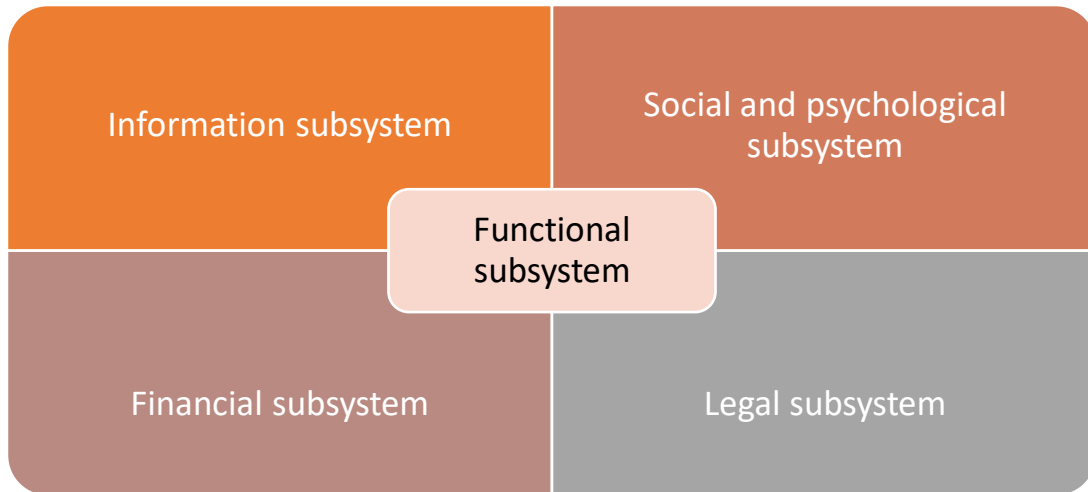 Information subsystem
Social and psychological
subsystem
Functional
subsystem
Financial subsystem
Legal subsystem